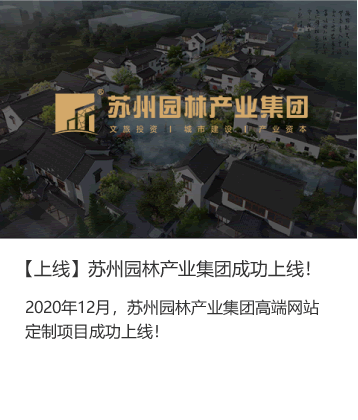 苏州园林产业集团®
文旅投资 | 城市建设 | 产业资本
【上线】苏州园林产业集团成功上线！
2020年12月，苏州园林产业集团高端网站
定制项目成功上线！